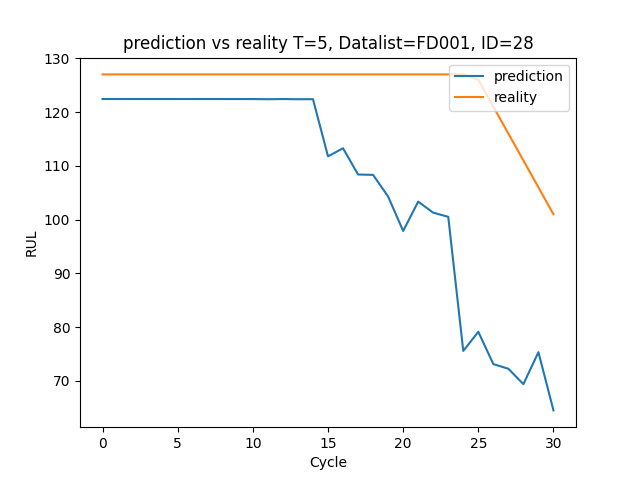 prediction vs reality T=5, Datalist=FD001, ID=28
130
120
110
100
90
80
70
RUL
prediction
reality
0 5 10 15 20 25 30
Cycle